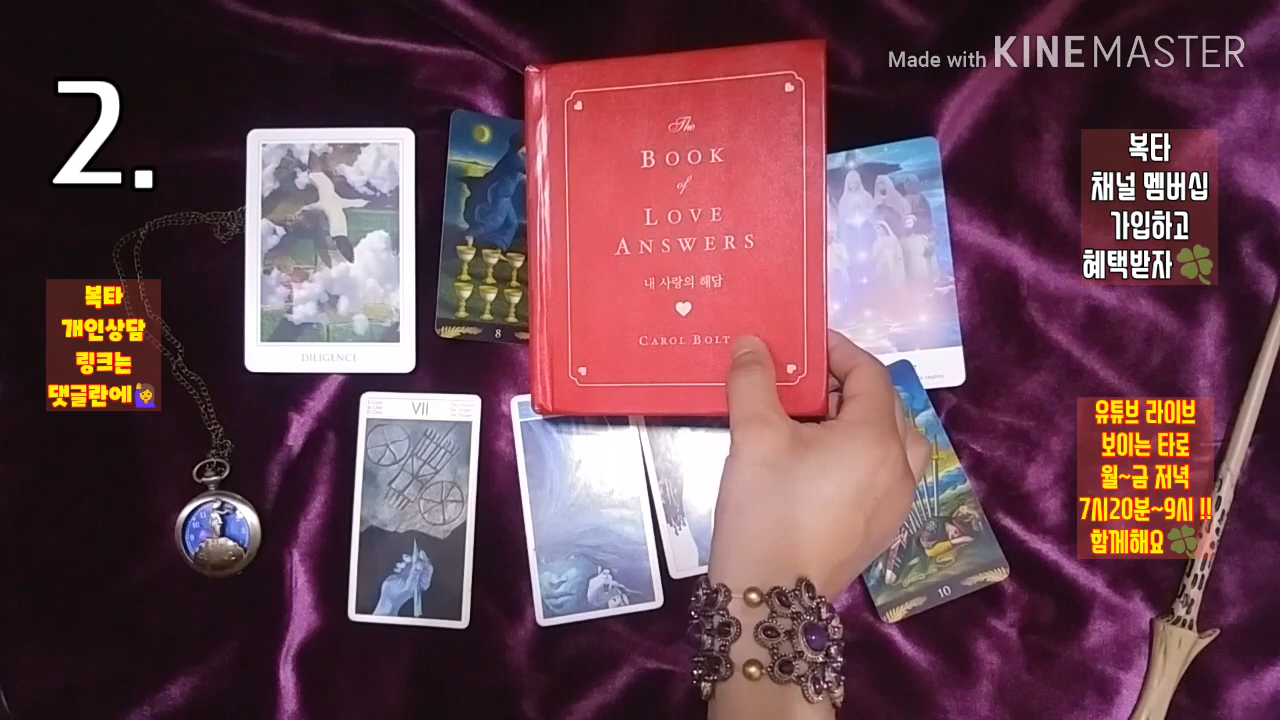 Made with KINEMASTER
2.
The
BOOK
of
LOVE
ANSWERS
내 사랑의 해답
CAROL BOLT
DILIGENCE
8
VII
10
복타
개인상담
링크는
댓글란에🙋‍♀️
복타
채널 멤버십
가입하고
혜택받자🍀
유튜브 라이브
보이는 타로
월~금 저녁
7시20분~9시 !!
함께해요🍀